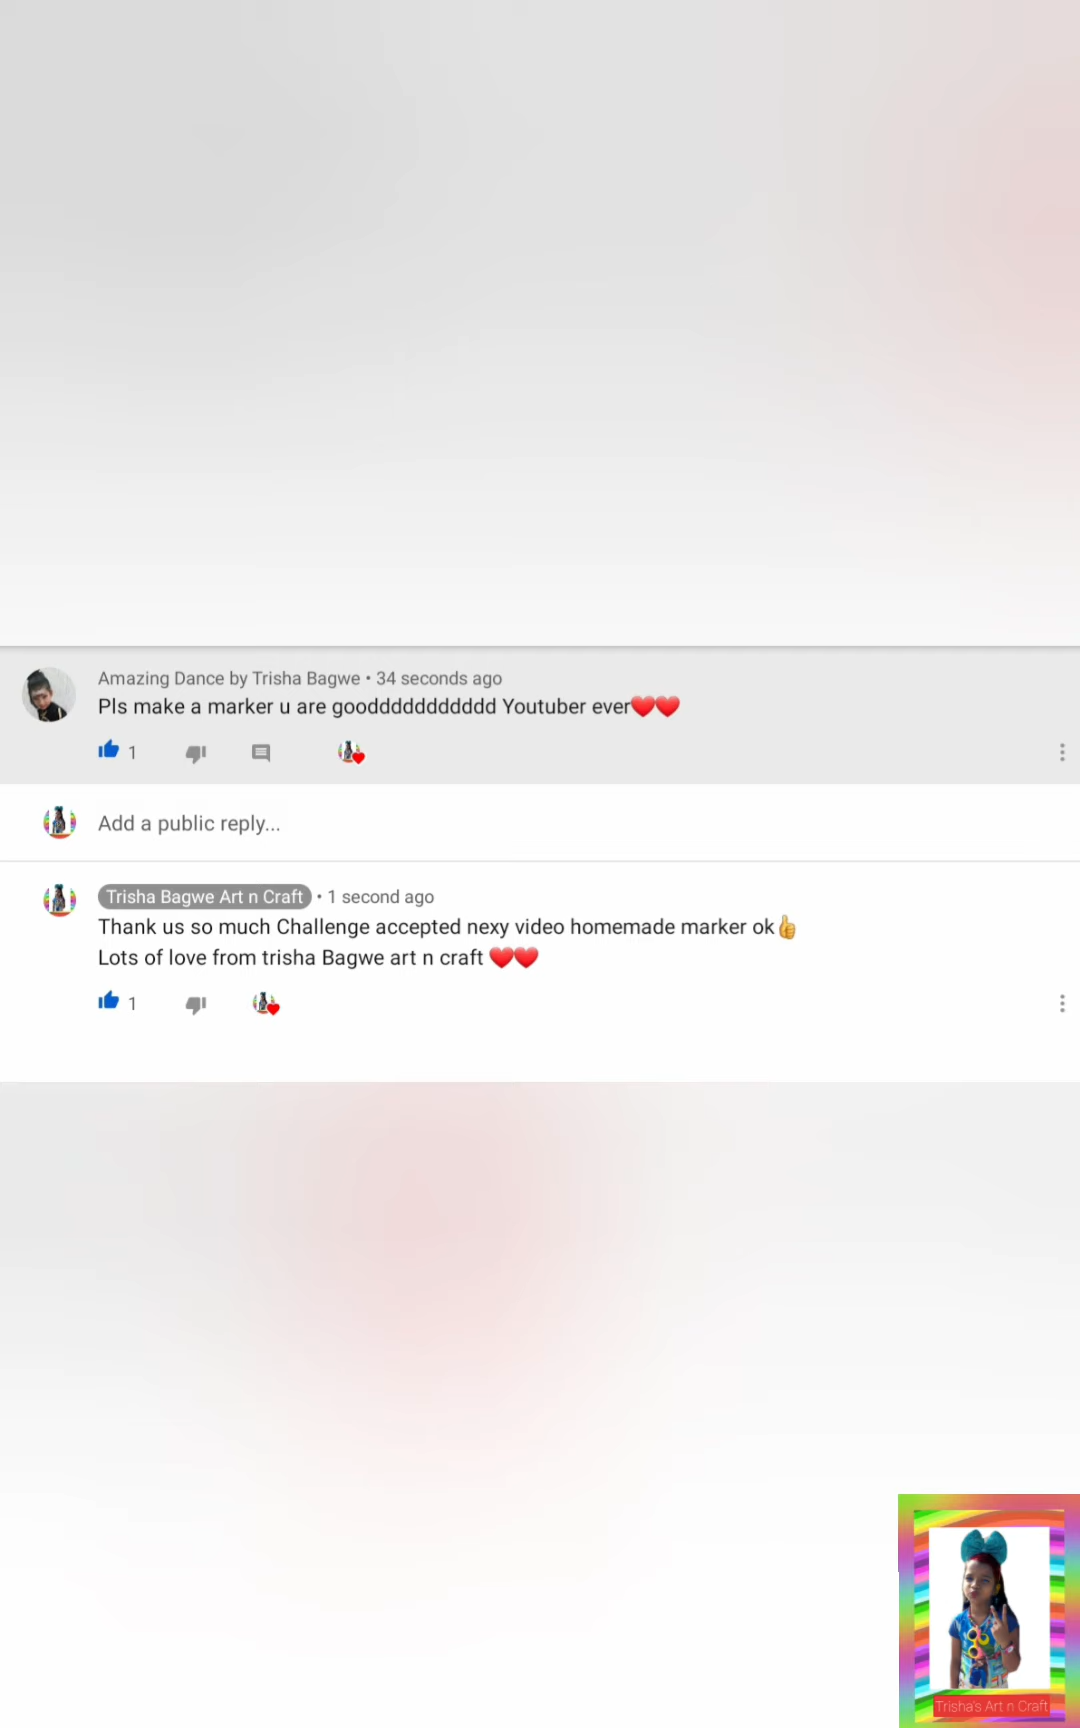 Amazing Dance by Trisha Bagwe • 34 seconds ago
Pls make a marker u are gooddddddddddd Youtuber ever❤️❤️
1
Add a public reply...
Trisha Bagwe Art n Craft • 1 second ago
Thank us so much Challenge accepted nexy video homemade marker ok👍
Lots of love from trisha Bagwe art n craft ❤️❤️
1
Trisha's Art n Craft